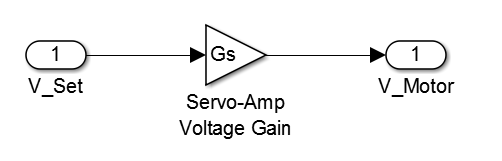 1
Gs
1
V_Set
V_Motor
Servo-Amp
Voltage Gain